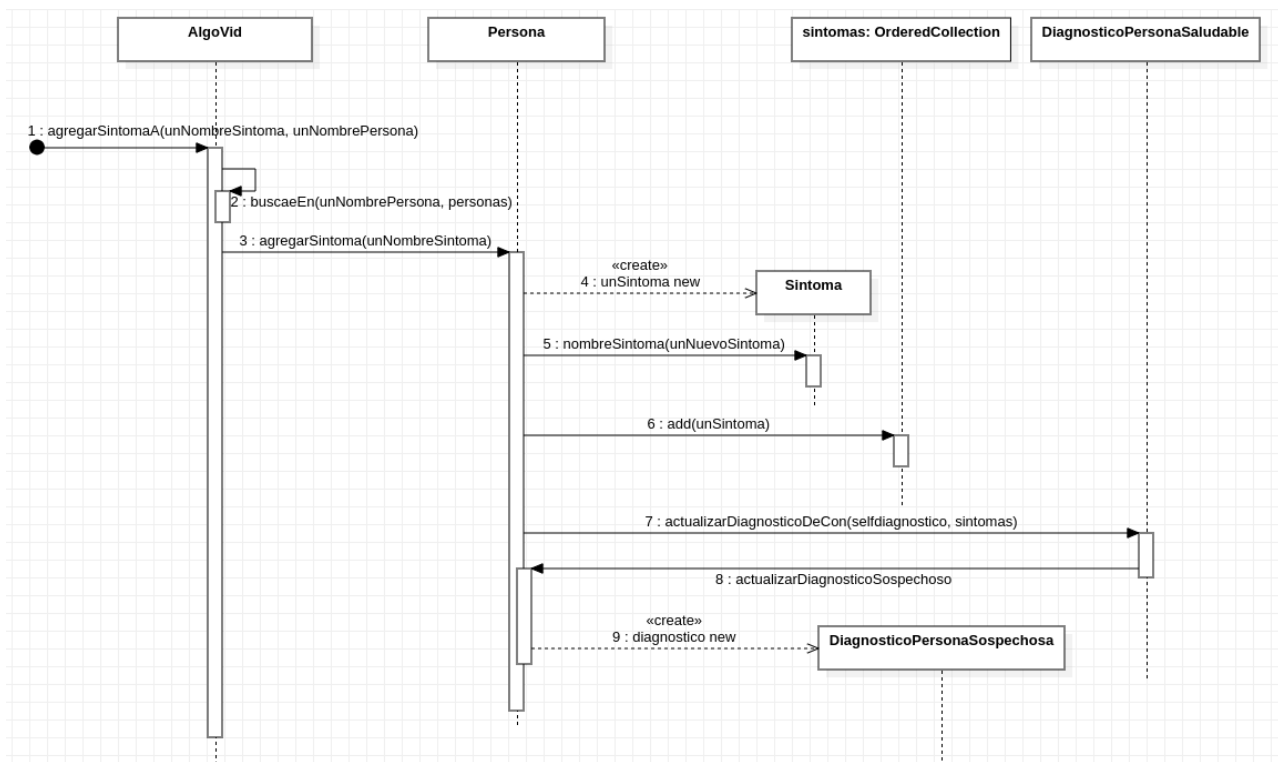 AlgoVid
Persona
sintomas: OrderedCollection
DiagnosticoPersonaSaludable
1 : agregarSintomaA(unNombreSintoma, unNombrePersona)
2 : buscaeEn(unNombrePersona, personas)
3 : agregarSintoma(unNombreSintoma)
«create»
4 : unSintoma new
Sintoma
5 : nombreSintoma(unNuevoSintoma)
6 : add(unSintoma)
7 : actualizarDiagnosticoDeCon(selfdiagnostico, sintomas)
8 : actualizarDiagnosticoSospechoso
«create»
9 : diagnostico new
DiagnosticoPersonaSospechosa